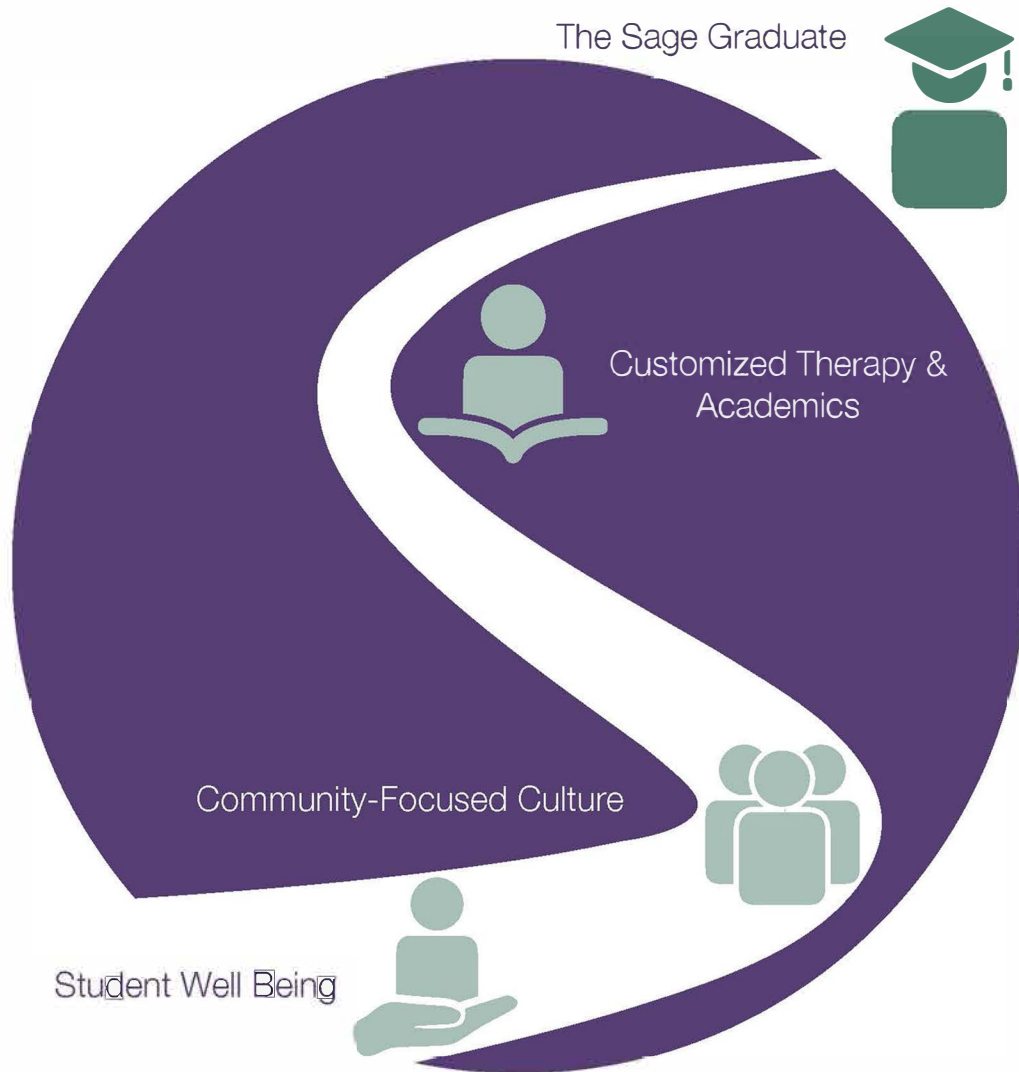 The Sage Graduate
Customized Therapy &
Academics
Community-Focused Culture
Student Well Being